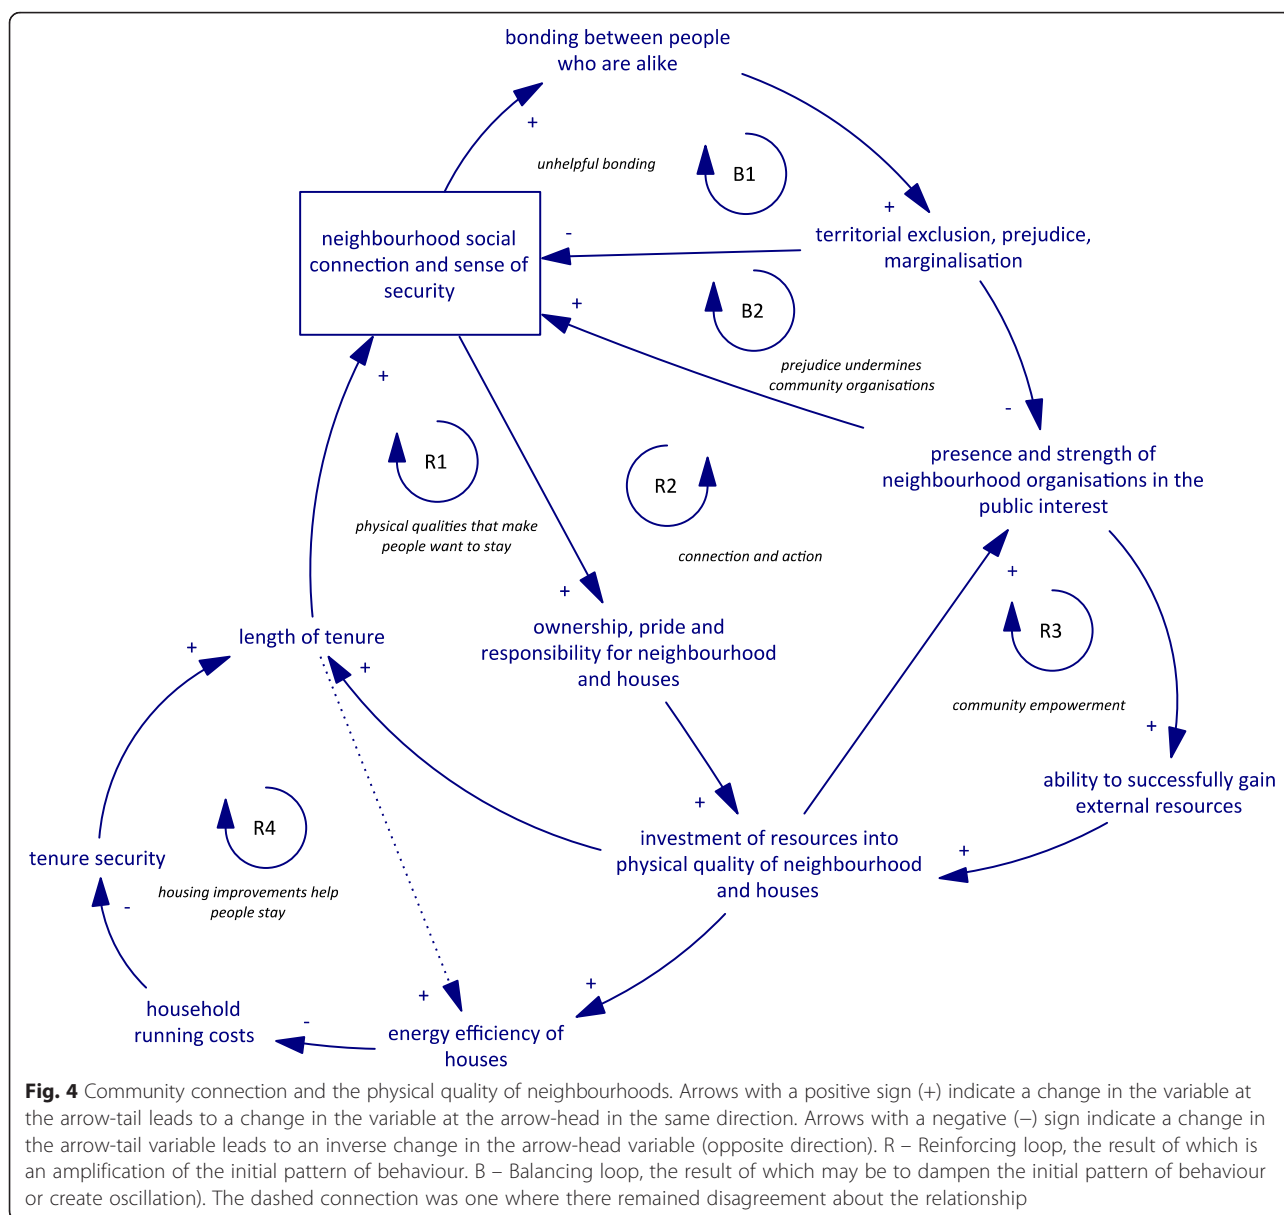 bonding between people
who are alike
+
unhelpful bonding
B1
+
territorial exclusion, prejudice,
marginalisation
-
neighbourhood social
connection and sense of
security
B2
+
prejudice undermines
community organisations
+
-
R1
presence and strength of
neighbourhood organisations in the
public interest
R2
physical qualities that make
people want to stay
connection and action
+
+
ownership, pride and
responsibility for neighbourhood
and houses
R3
length of tenure
+
+
community empowerment
+
ability to successfully gain
external resources
+
R4
investment of resources into
physical quality of neighbourhood
and houses
+
tenure security
housing improvements help
people stay
-
+
+
household
running costs
-
energy efficiency of
houses
Fig. 4 Community connection and the physical quality of neighbourhoods. Arrows with a positive sign (+) indicate a change in the variable at
the arrow-tail leads to a change in the variable at the arrow-head in the same direction. Arrows with a negative (−) sign indicate a change in
the arrow-tail variable leads to an inverse change in the arrow-head variable (opposite direction). R – Reinforcing loop, the result of which is
an amplification of the initial pattern of behaviour. B – Balancing loop, the result of which may be to dampen the initial pattern of behaviour
or create oscillation). The dashed connection was one where there remained disagreement about the relationship